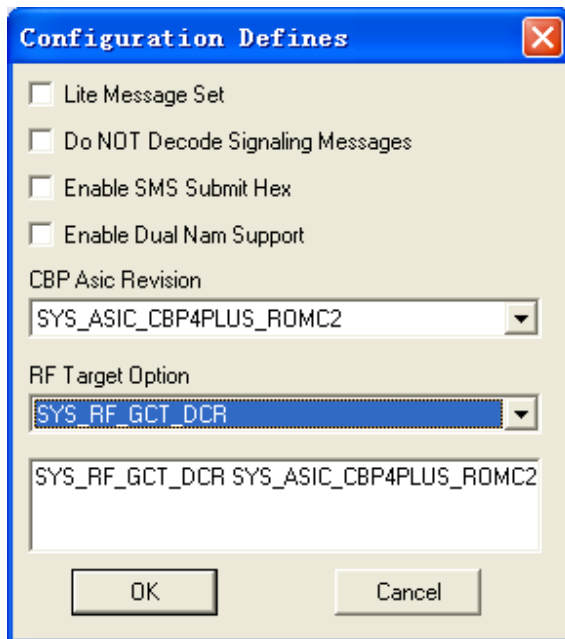 Configuration Defines
Lite Message Set
Do NOT Decode Signaling Messages
Enable SMS Submit Hex
Enable Dual Nam Support
CBP Asic Revision
SYS_ASIC_CBP4PLUS_ROMC2
RF Target Option
SYS_RF_GCT_DCR
SYS_RF_GCT_DCR SYS_ASIC_CBP4PLUS_ROMC2
OK Cancel